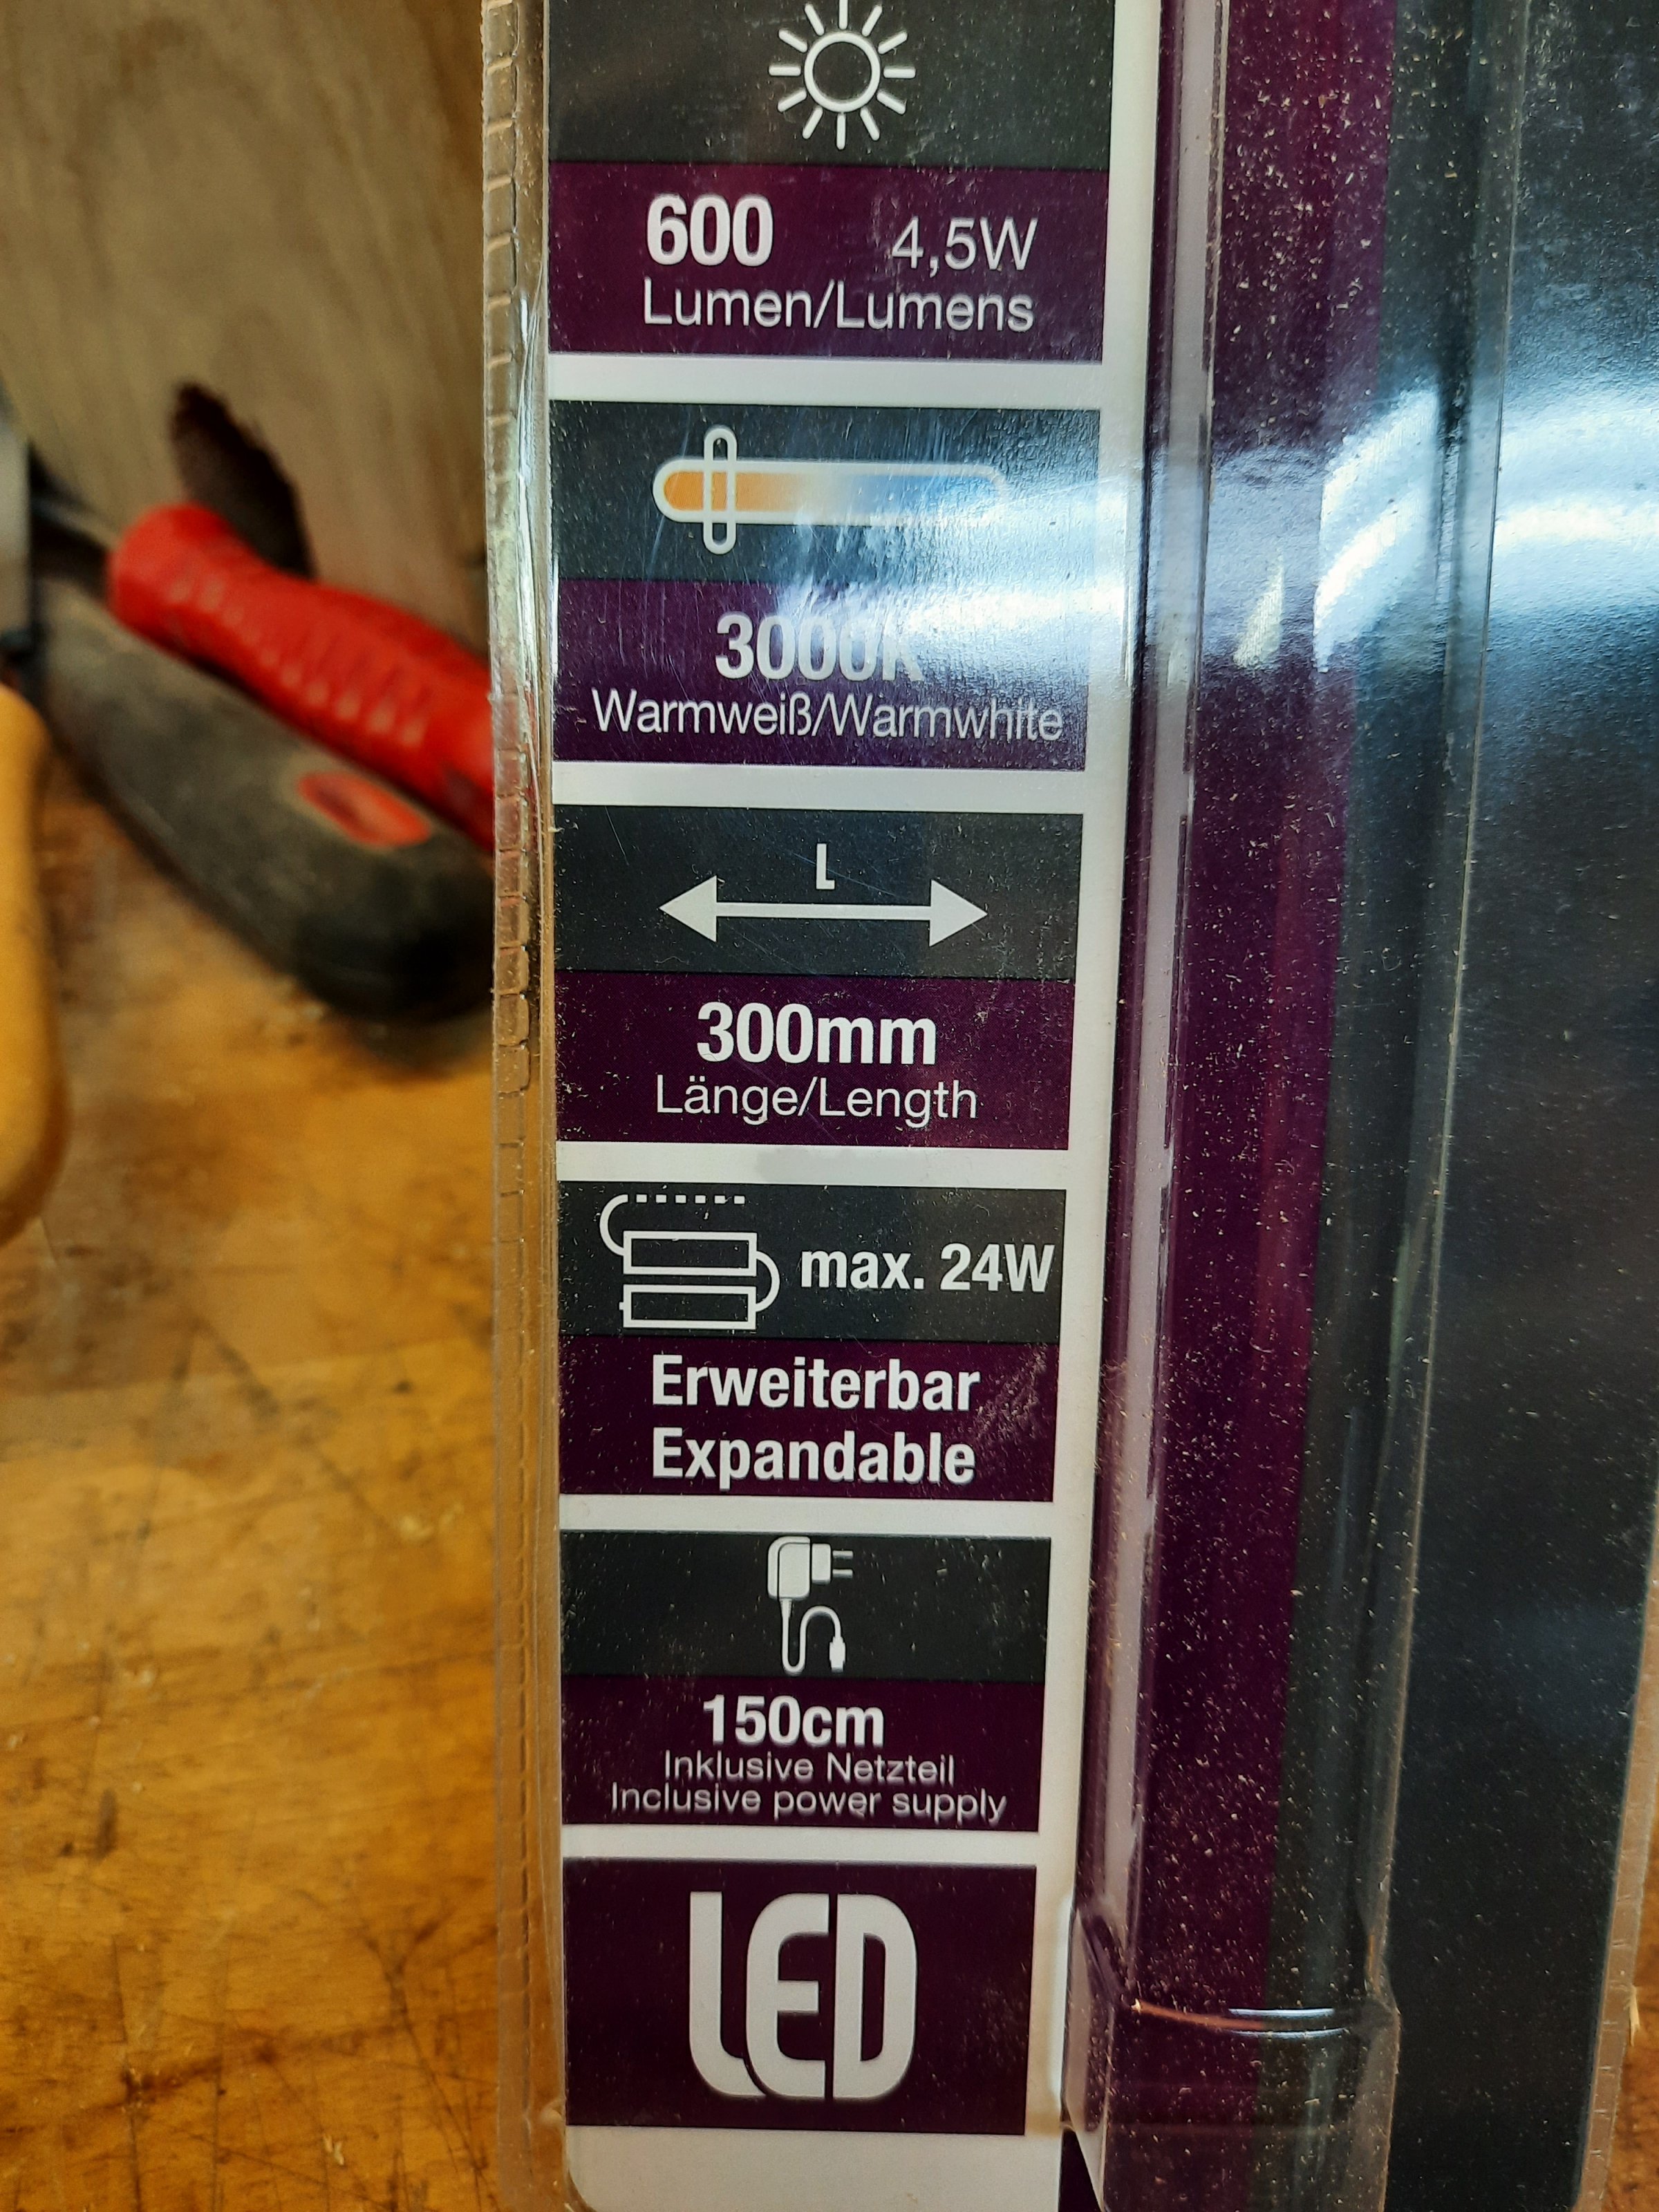 600 4,5W
Lumen/Lumens
3000K
Warmweiß/Warmwhite
L
300mm
Länge/Length
max. 24W
Erweiterbar
Expandable
150cm
Inklusive Netzteil
Inclusive power supply
LED